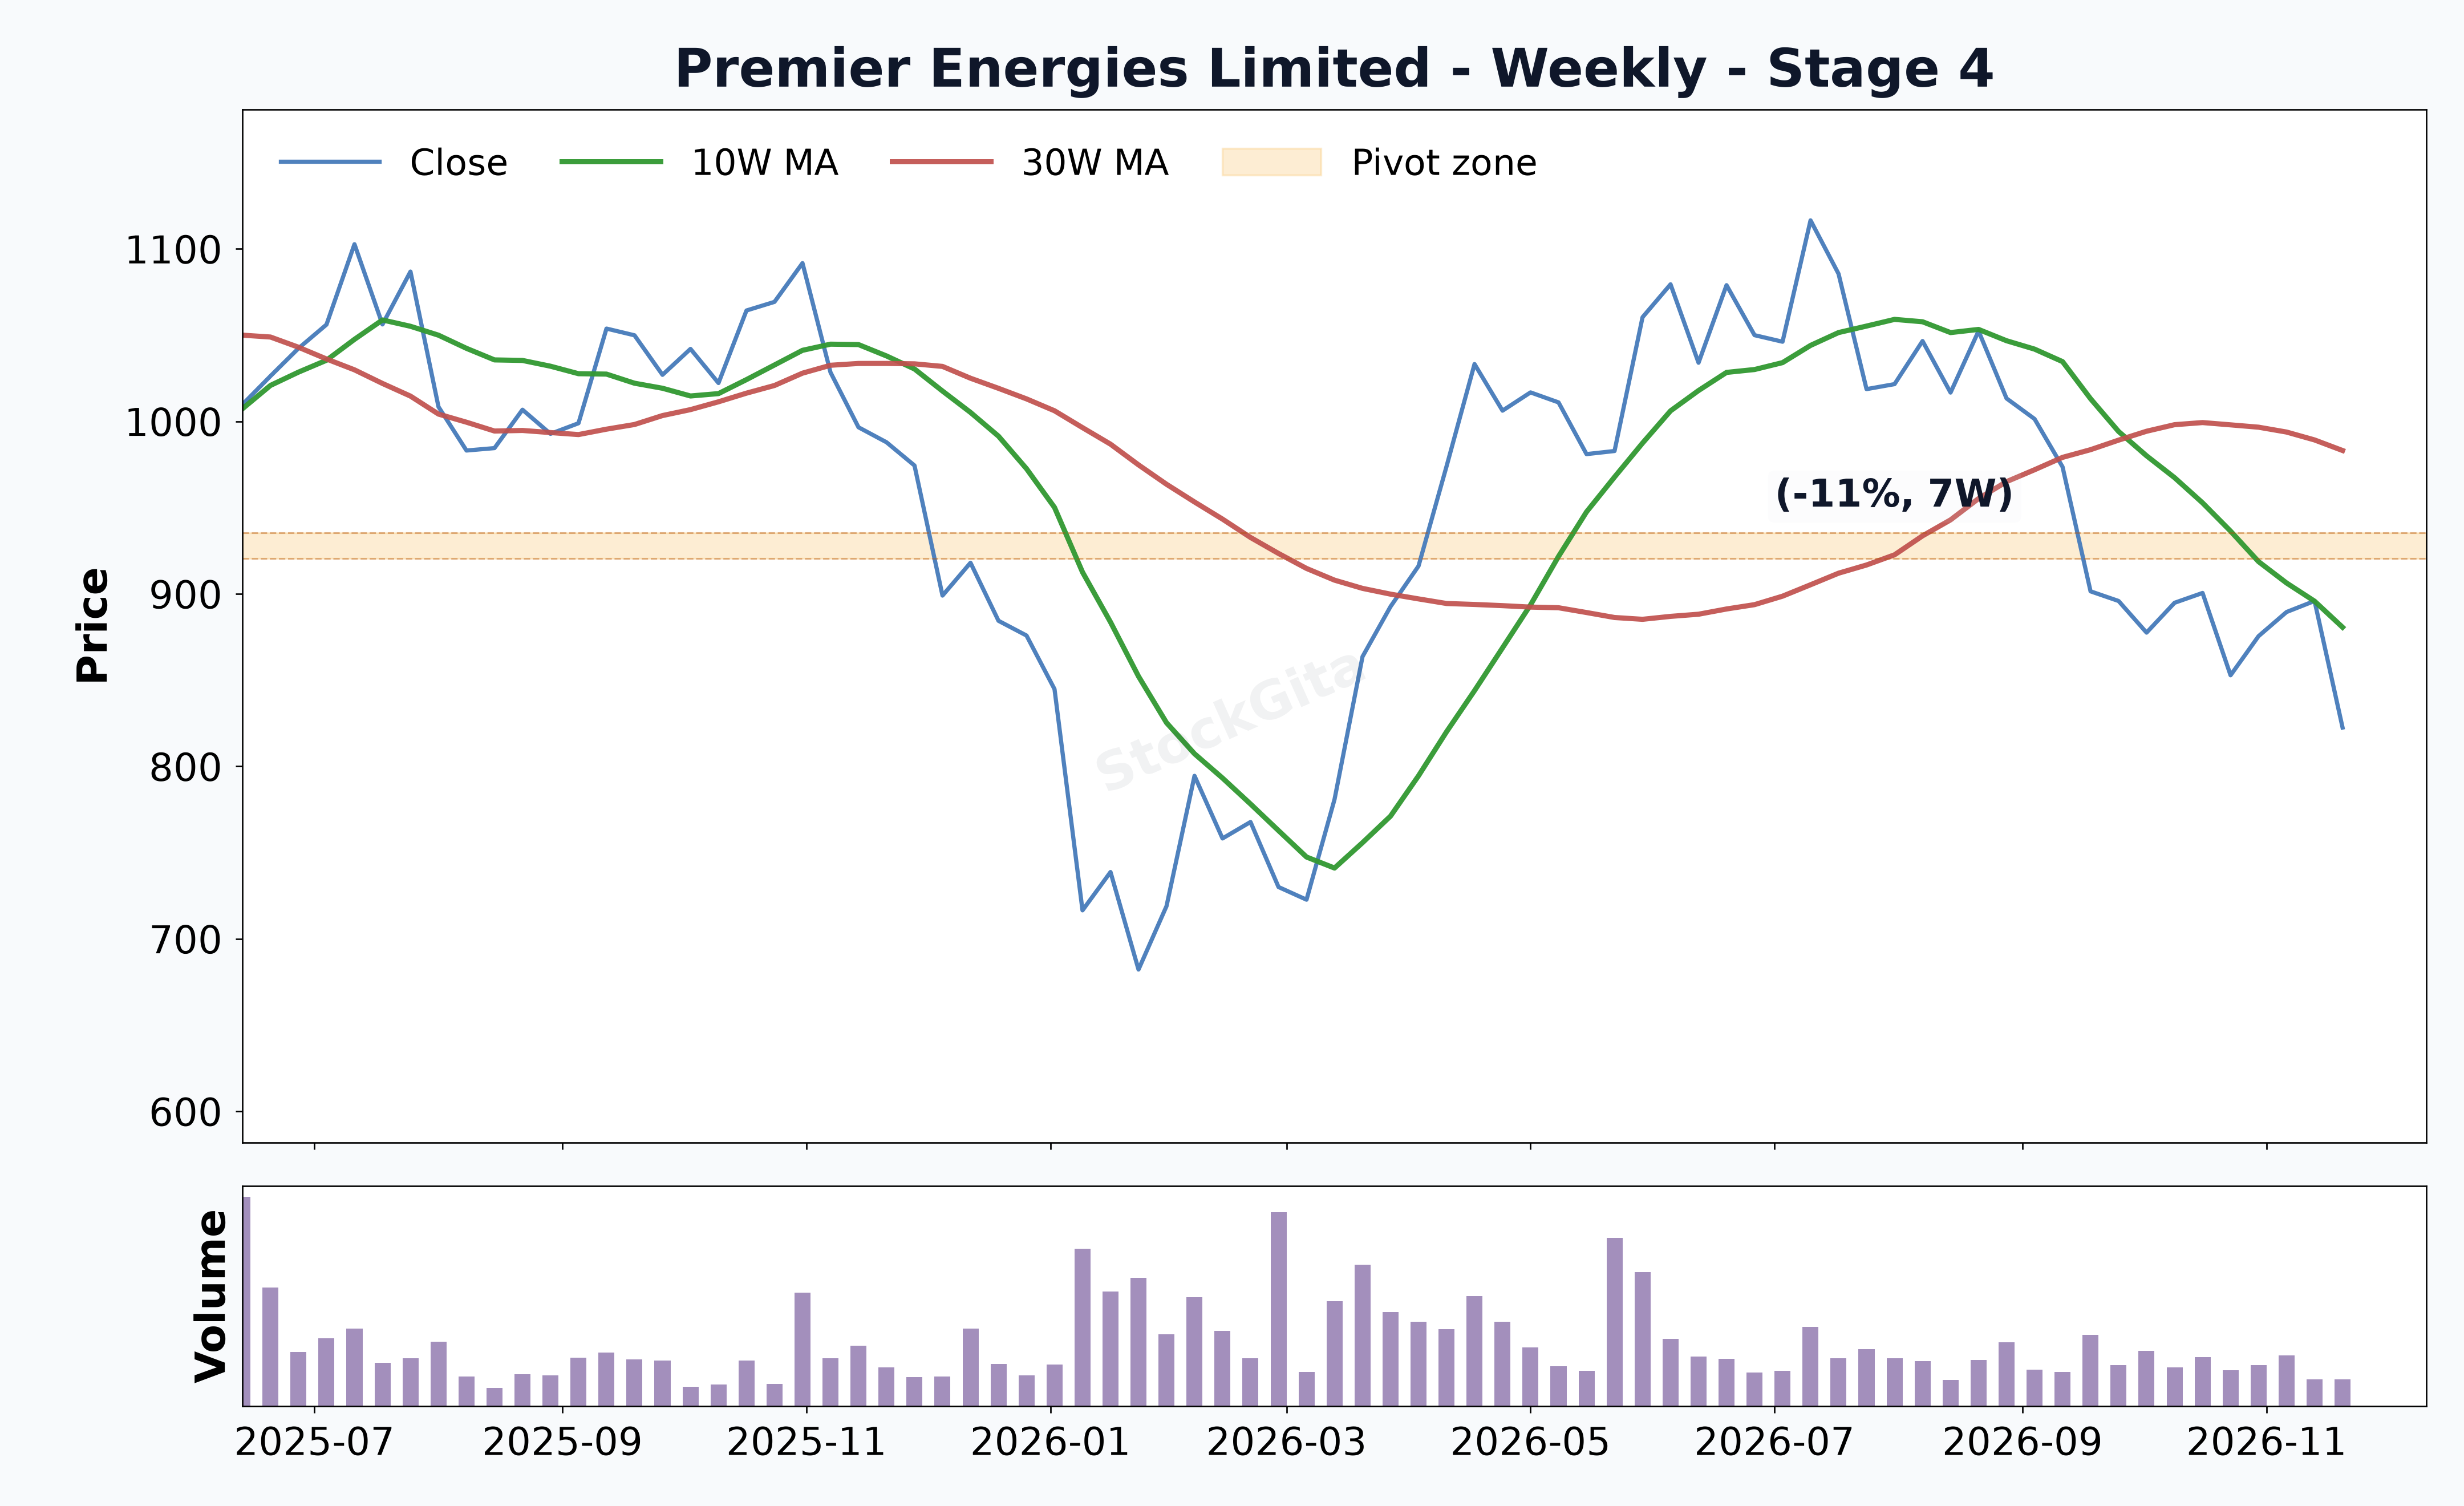 Premier Energies Limited - Weekly - Stage 4
Close 10W MA 30W MA Pivot zone
1100
1000
900
800
700
600
Price
(-11%, 7W)
StockGita
Volume
2025-07 2025-09 2025-11 2026-01 2026-03 2026-05 2026-07 2026-09 2026-11